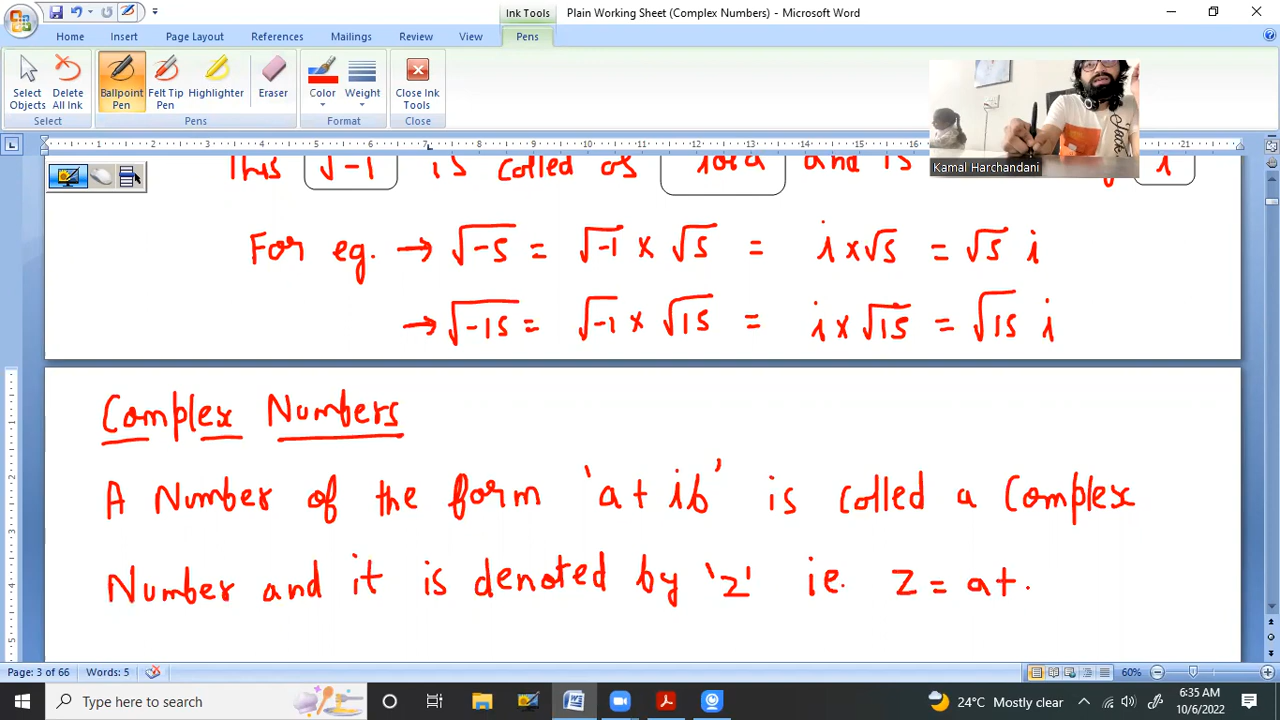 Ink Tools
Plain Working Sheet (Complex Numbers) - Microsoft Word
Home Insert Page Layout References Mailings Review View Pens
Select Objects
Delete All Ink
Ballpoint Pen
Felt Tip Pen
Highlighter
Eraser
Color
Weight
Close Ink Tools
Select Pens Format Close
Kamal Harchandani
This √-1 is called as iota and is i
For eg. → √-5 = √-1 × √5 = i×√5 = √5 i
→ √-15 = √-1 × √15 = i × √15 = √15 i
Complex Numbers
A Number of the form 'a + ib' is called a Complex
Number and it is denoted by 'z' ie. z = a+
Page: 3 of 66 Words: 5 60%
Type here to search
24°C Mostly clear
6:35 AM
10/6/2022